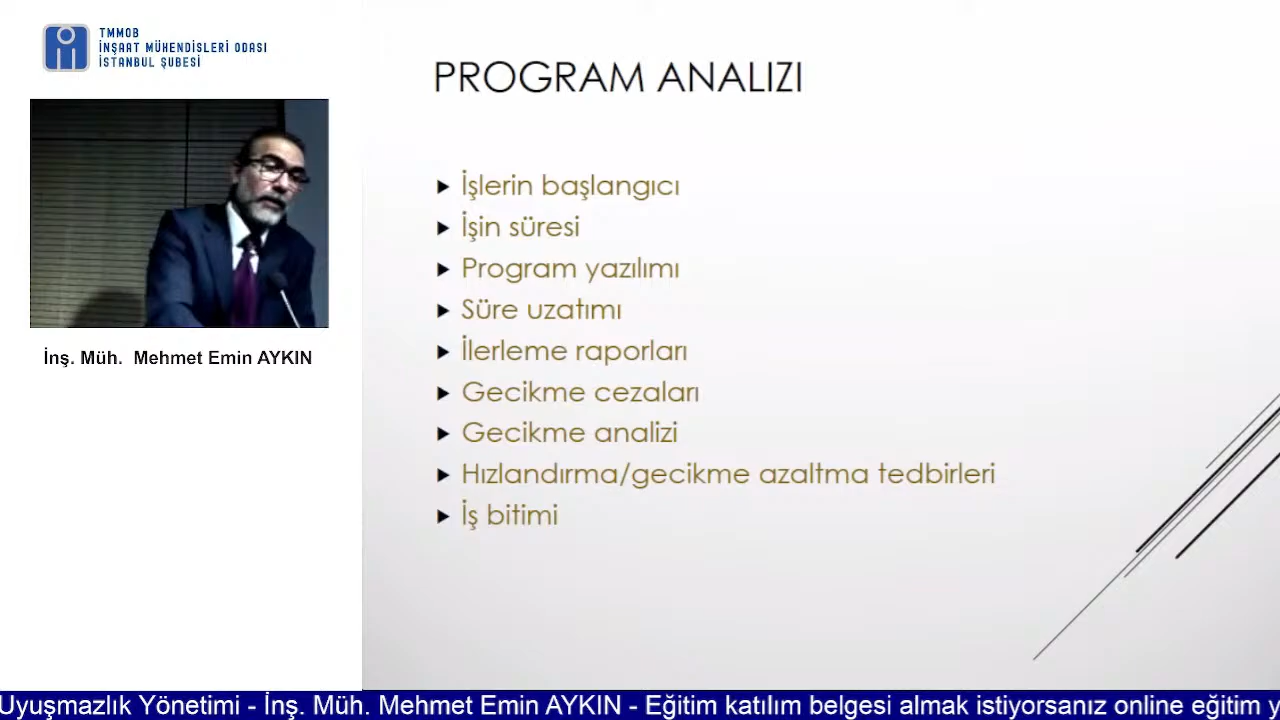 TMMOB
İNŞAAT MÜHENDİSLERİ ODASI
İSTANBUL ŞUBESİ
İnş. Müh. Mehmet Emin AYKIN
PROGRAM ANALIZI
İşlerin başlangıcı
İşin süresi
Program yazılımı
Süre uzatımı
İlerleme raporları
Gecikme cezaları
Gecikme analizi
Hızlandırma/gecikme azaltma tedbirleri
İş bitimi
Uyuşmazlık Yönetimi - İnş. Müh. Mehmet Emin AYKIN - Eğitim katılım belgesi almak istiyorsanız online eğitim y